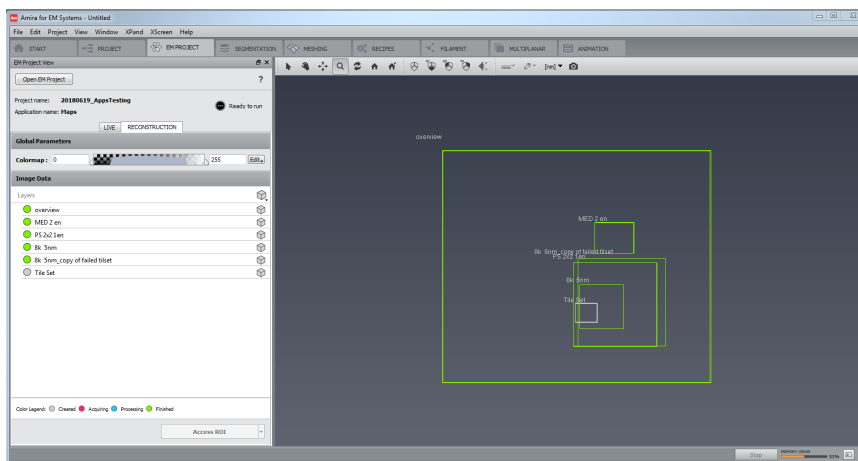 Amira for EM Systems - Untitled
File Edit Project View Window XPand XScreen Help
START PROJECT EM PROJECT SEGMENTATION MESHING RECIPES FILAMENT MULTIPLANAR ANIMATION
EM Project View
Open EM Project ?
Project name: 20180619_AppsTesting
Ready to run
Application name: Maps
LIVE RECONSTRUCTION
Global Parameters
Colormap : 0 255 Edit
Image Data
Layers
overview
MED 2 en
PS 2x2 1en
8k 5nm
8k 5nm_copy of failed tilset
Tile Set
Color Legend: Created Acquiring Processing Finished
Access ROI
[nm]
overview
MED 2 en
8k 5nm_copy of failed tilset
PS 2x2 1en
8k 5nm
Tile Set
Stop
MEMORY USAGE